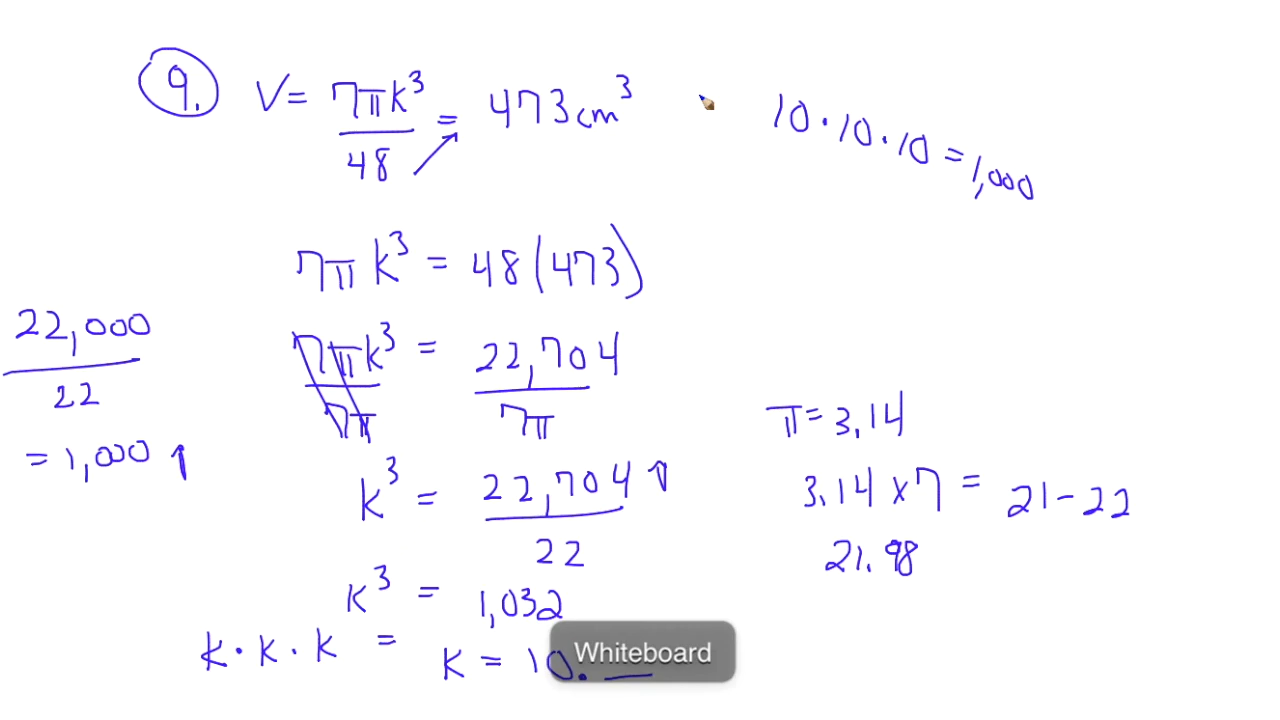 9. V = 7πk³/48 = 473cm³
10 · 10 · 10 = 1,000
7πk³ = 48(473)
22,000/22
= 1,000 ↑
7πk³/7π = 22,704/7π
π = 3.14
k³ = 22,704↑/22
3.14 x 7 = 21-22
21.98
k³ = 1,032
k · k · k =
k = 10. __
Whiteboard